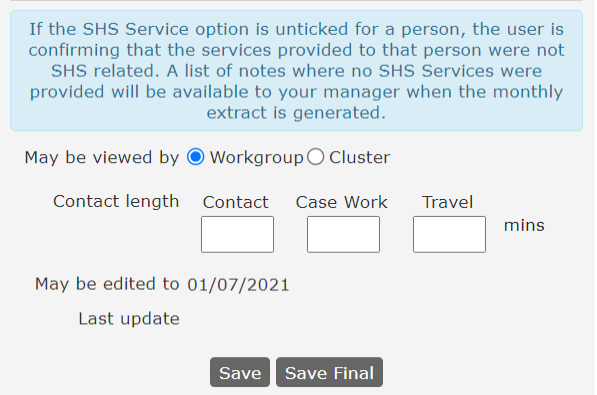 If the SHS Service option is unticked for a person, the user is
confirming that the services provided to that person were not
SHS related. A list of notes where no SHS Services were
provided will be available to your manager when the monthly
extract is generated.
May be viewed by Workgroup Cluster
Contact length Contact Case Work Travel
mins
May be edited to 01/07/2021
Last update
Save Save Final